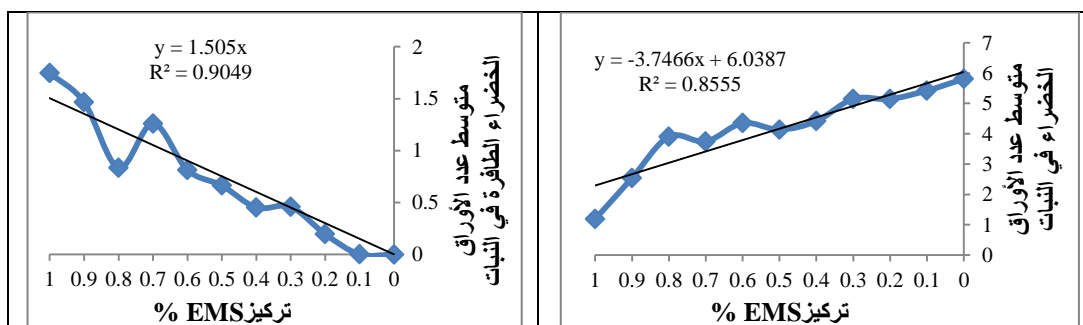 y = -3.7466x + 6.0387
R² = 0.8555
7
6
5
4
3
2
1
0
متوسط عدد الأوراق
الخضراء في النبات
1 0.9 0.8 0.7 0.6 0.5 0.4 0.3 0.2 0.1 0
تركيزEMS %
y = 1.505x
R² = 0.9049
2
1.5
1
0.5
0
متوسط عدد الأوراق
الخضراء الطافرة في النبات
1 0.9 0.8 0.7 0.6 0.5 0.4 0.3 0.2 0.1 0
تركيزEMS %